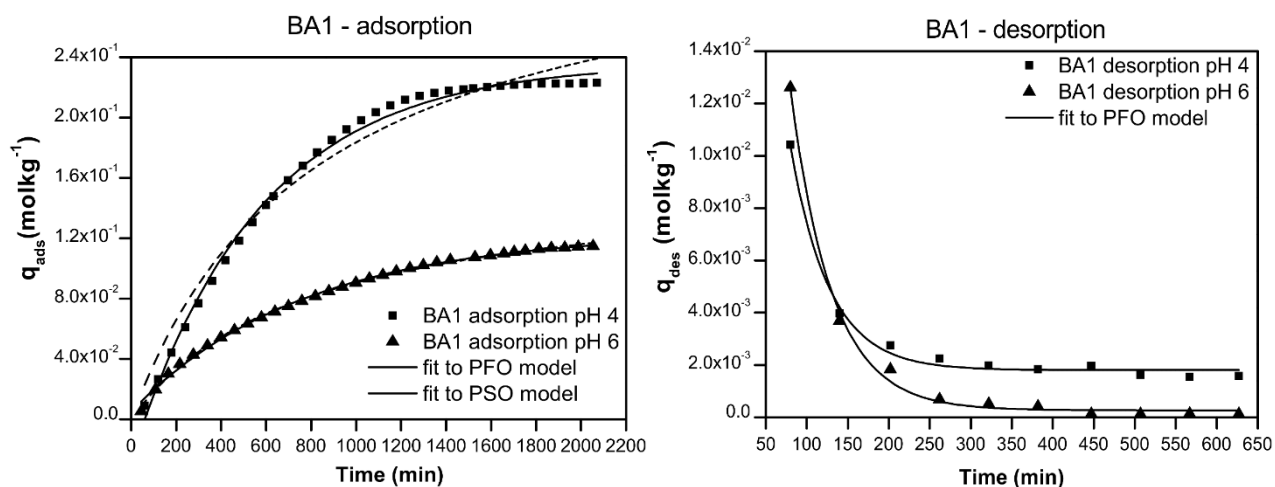 BA1 - adsorption
2.4x10⁻¹
2.0x10⁻¹
1.6x10⁻¹
1.2x10⁻¹
8.0x10⁻²
4.0x10⁻²
0.0
q_ads (molkg⁻¹)
BA1 adsorption pH 4
BA1 adsorption pH 6
fit to PFO model
fit to PSO model
0 200 400 600 800 1000 1200 1400 1600 1800 2000 2200
Time (min)
BA1 - desorption
1.4x10⁻²
1.2x10⁻²
1.0x10⁻²
8.0x10⁻³
6.0x10⁻³
4.0x10⁻³
2.0x10⁻³
0.0
q_des (molkg⁻¹)
BA1 desorption pH 4
BA1 desorption pH 6
fit to PFO model
50 100 150 200 250 300 350 400 450 500 550 600 650
Time (min)